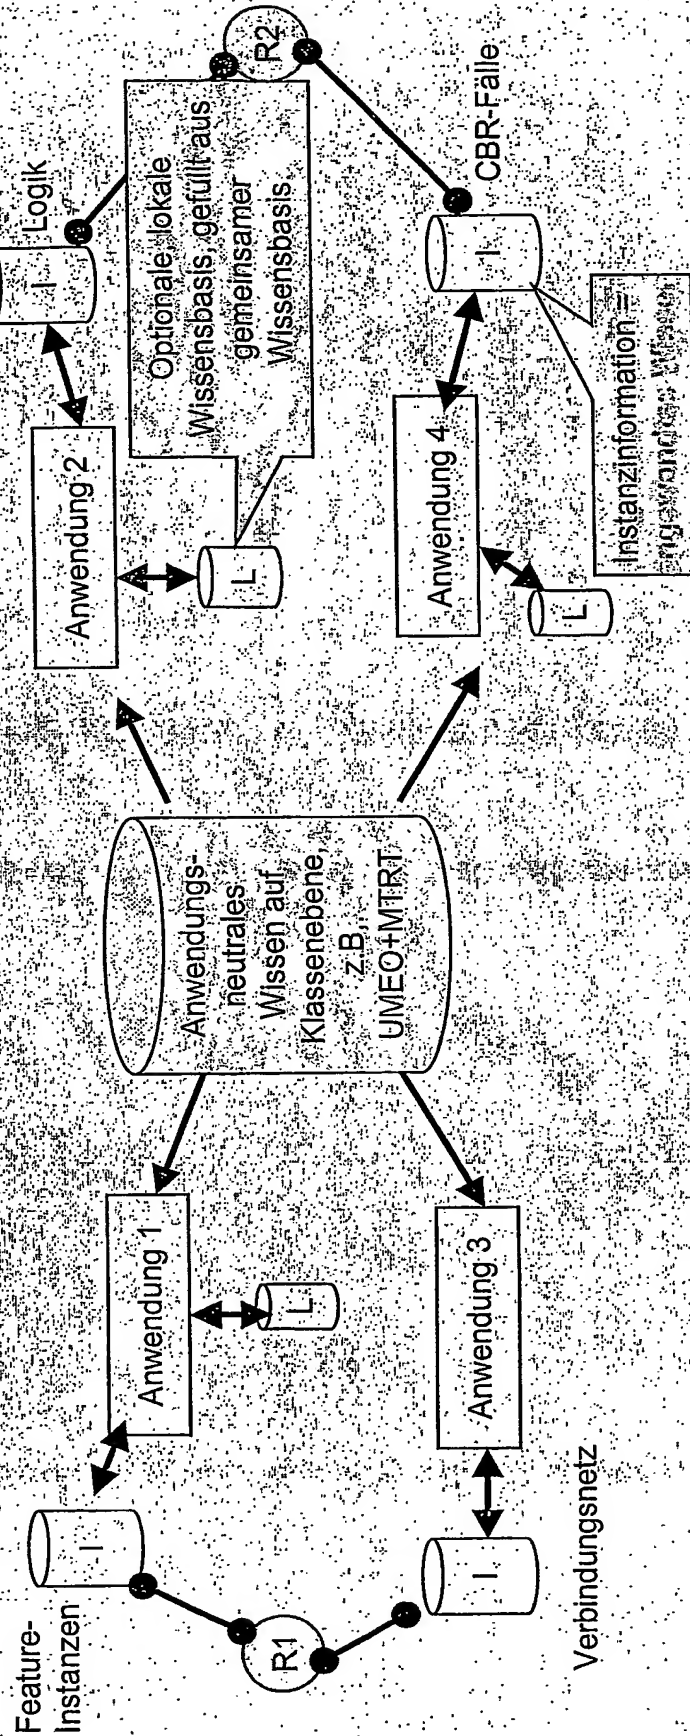 Feature-
Instanzen
I
R1
I
Verbindungsnetz
Anwendung 1
L
Anwendung 3
Anwendungs-
neutrales
Wissen auf
Klassenebene,
z.B.
UMEO+MTRT
Anwendung 2
L
Anwendung 4
L
I
Logik
Optionale, lokale
Wissensbasis, gefüllt aus
gemeinsamer
Wissensbasis
R2
I
CBR-Fälle
Instanzinformation =